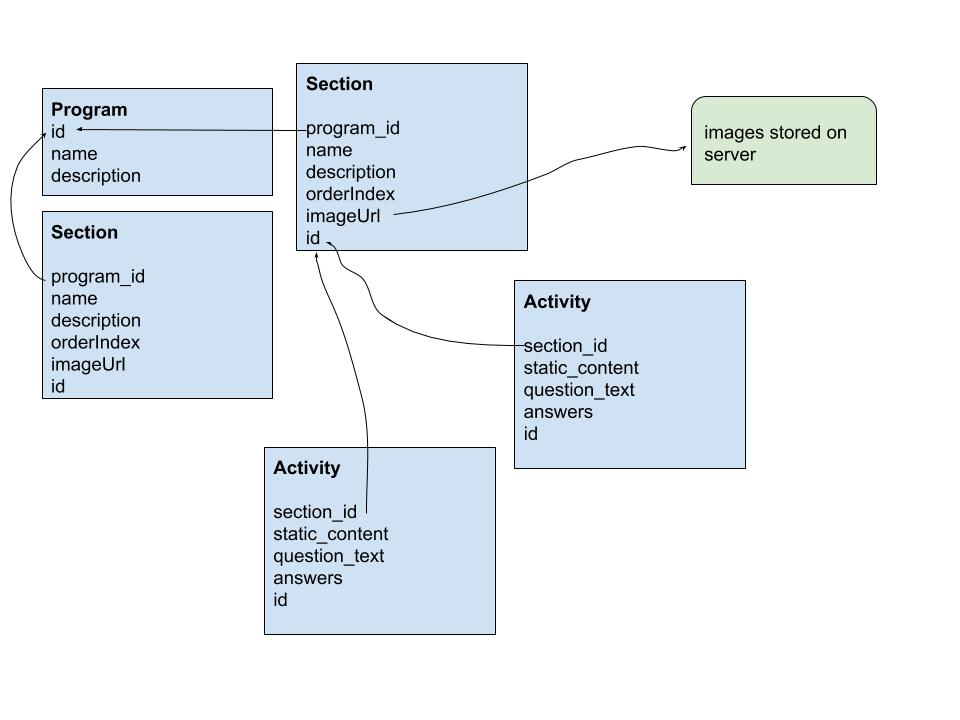 Program
id
name
description
Section
program_id
name
description
orderIndex
imageUrl
id
images stored on
server
Section
program_id
name
description
orderIndex
imageUrl
id
Activity
section_id
static_content
question_text
answers
id
Activity
section_id
static_content
question_text
answers
id